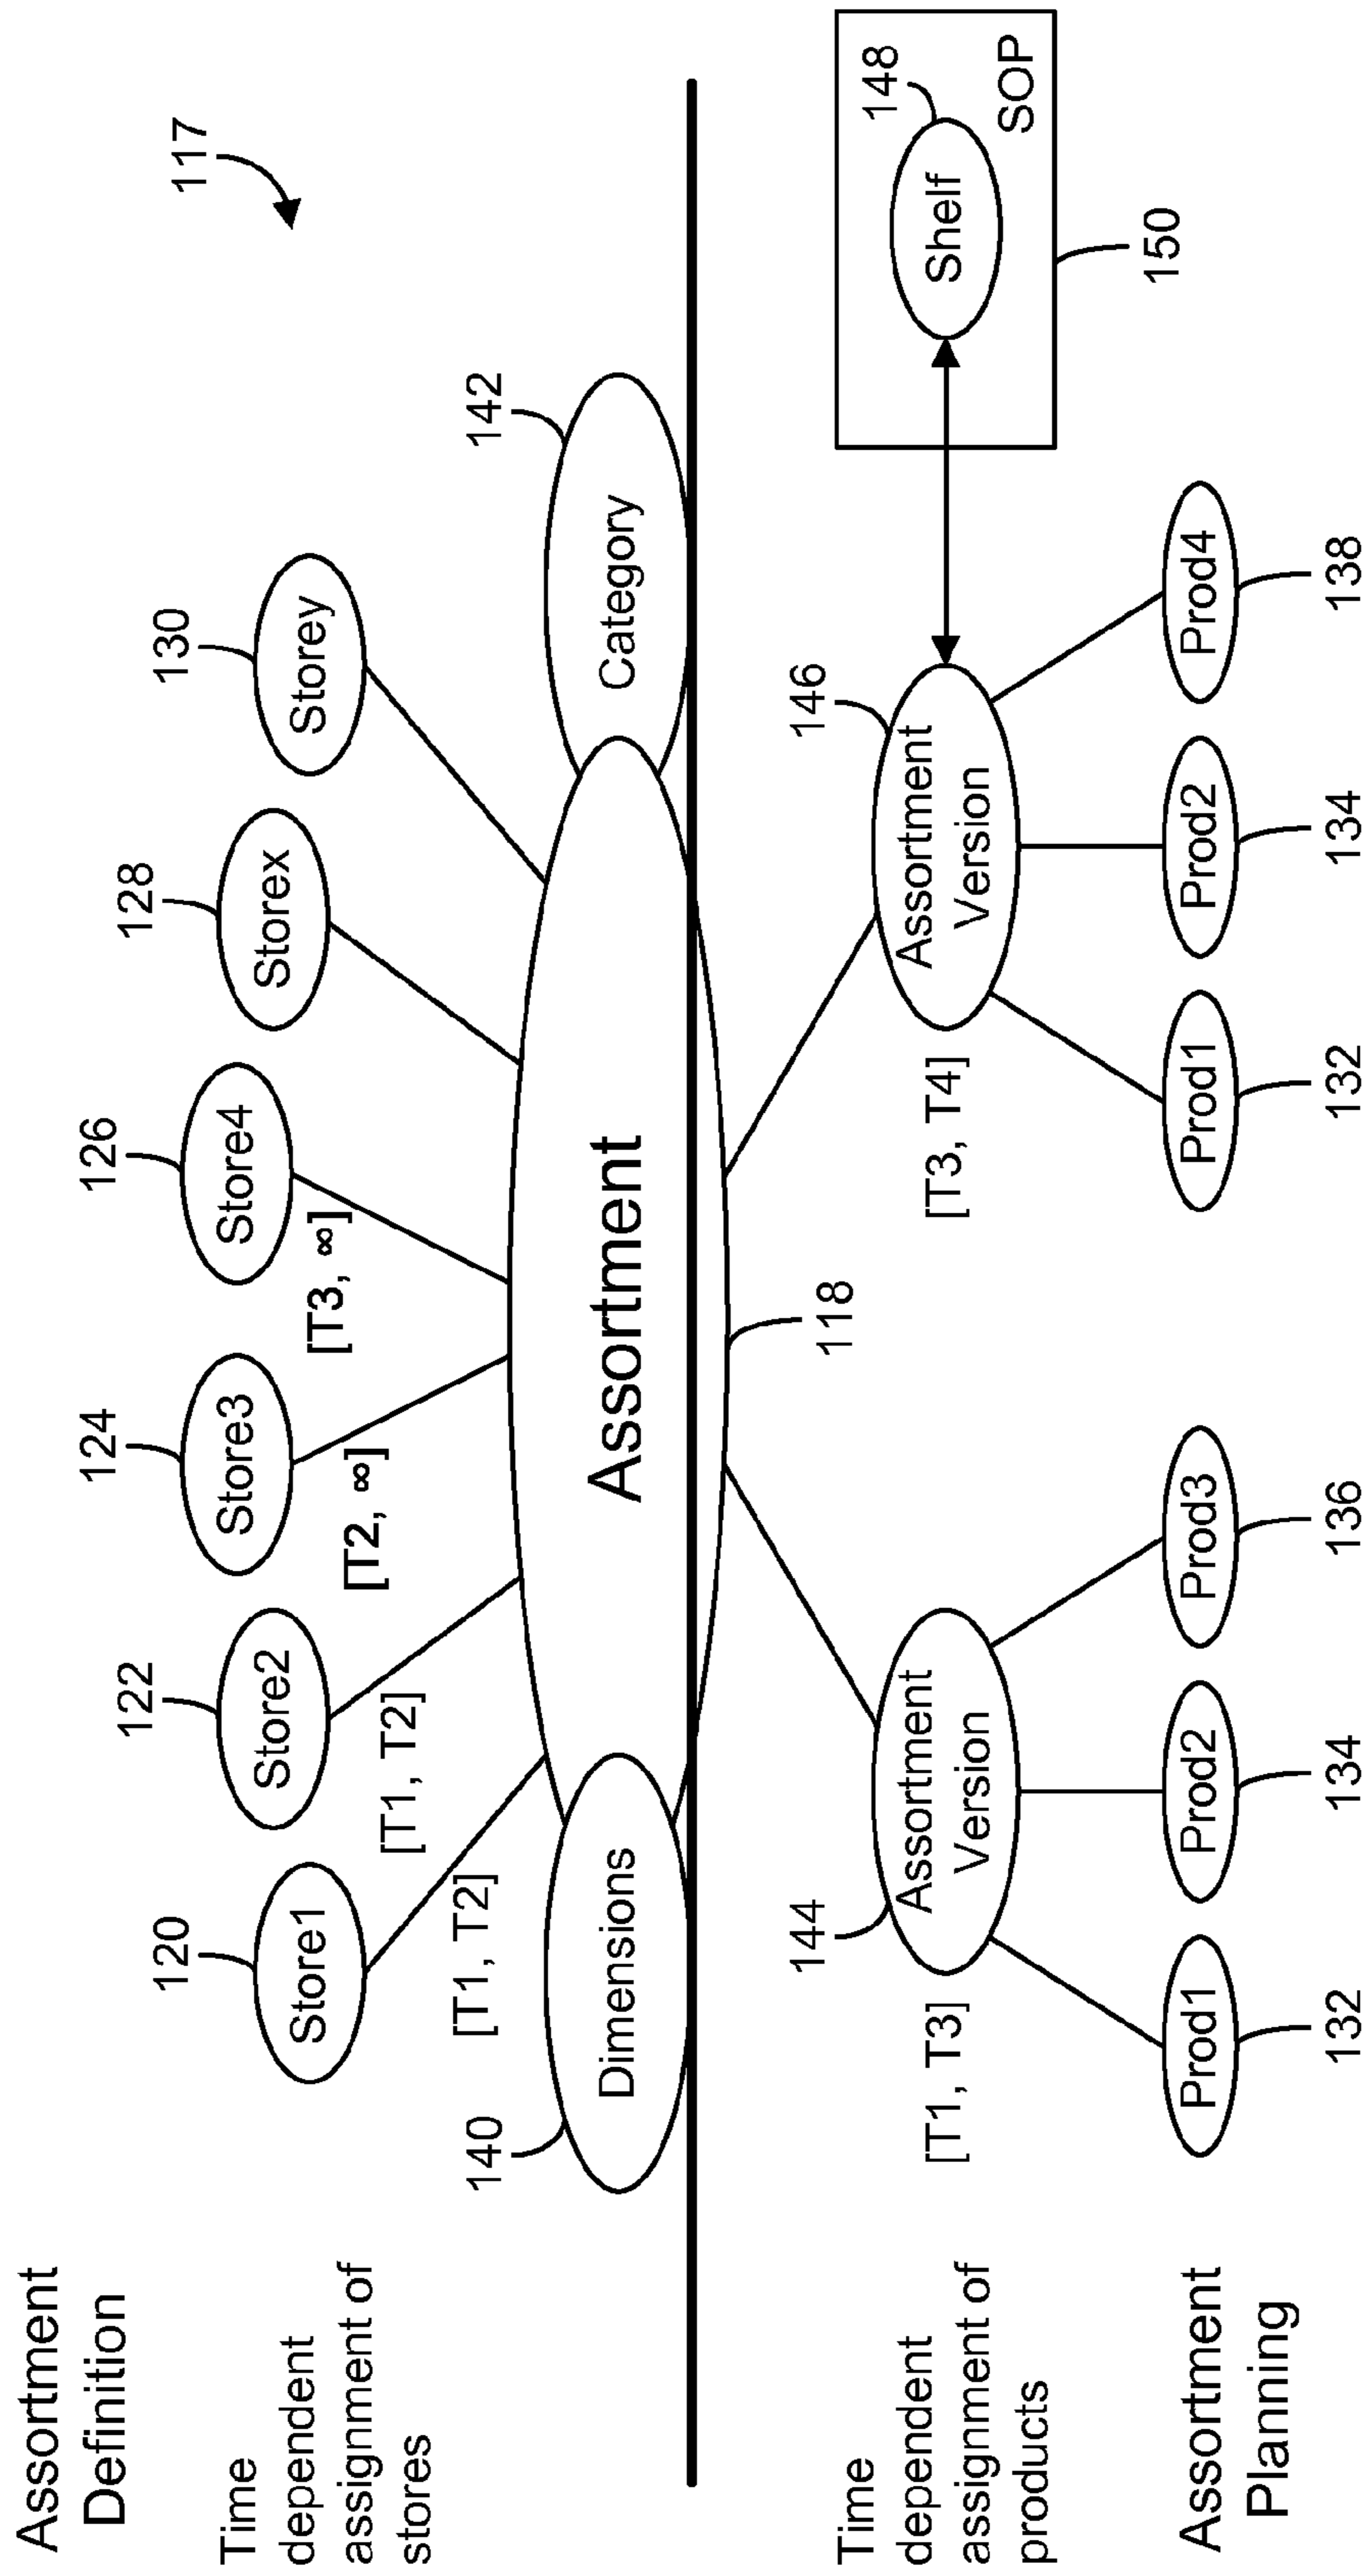 Assortment
Definition
117
Time
dependent
assignment of
stores
120
122
124
126
128
130
Store1
Store2
Store3
Store4
Storex
Storey
[T1, T2]
[T1, T2]
[T2, ∞]
[T3, ∞]
140
142
Dimensions
Assortment
Category
118
Time
dependent
assignment of
products
144
146
148
[T1, T3]
Assortment
Version
[T3, T4]
Assortment
Version
Shelf
SOP
150
Assortment
Planning
Prod1
Prod2
Prod3
Prod1
Prod2
Prod4
132
134
136
132
134
138